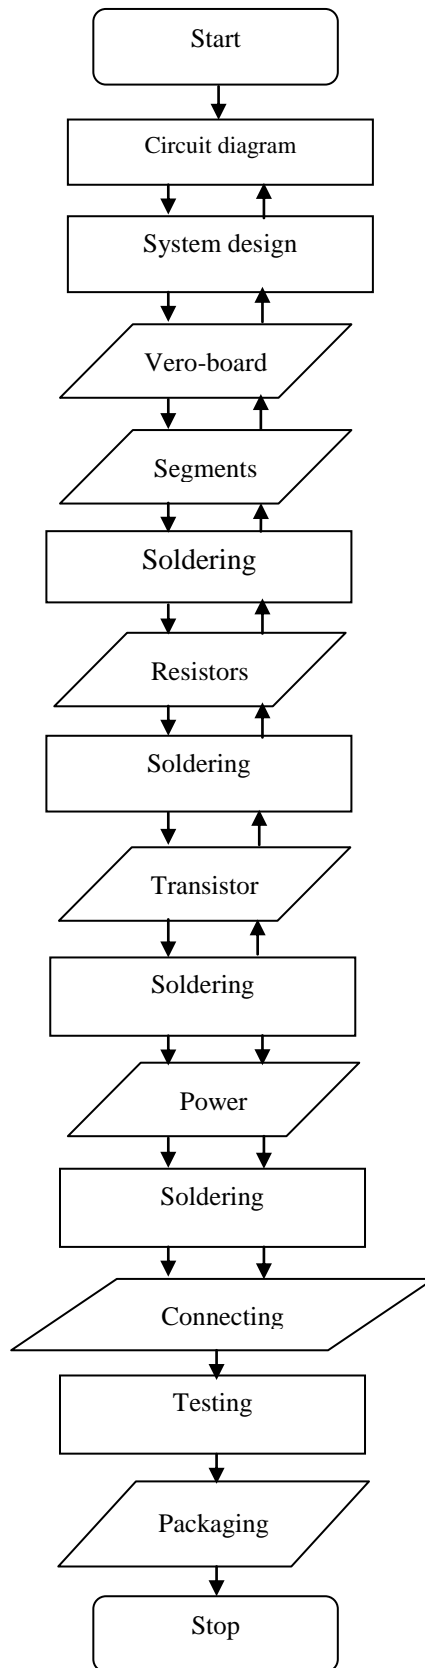 Start
Circuit diagram
System design
Vero-board
Segments
Soldering
Resistors
Soldering
Transistor
Soldering
Power
Soldering
Connecting
Testing
Packaging
Stop